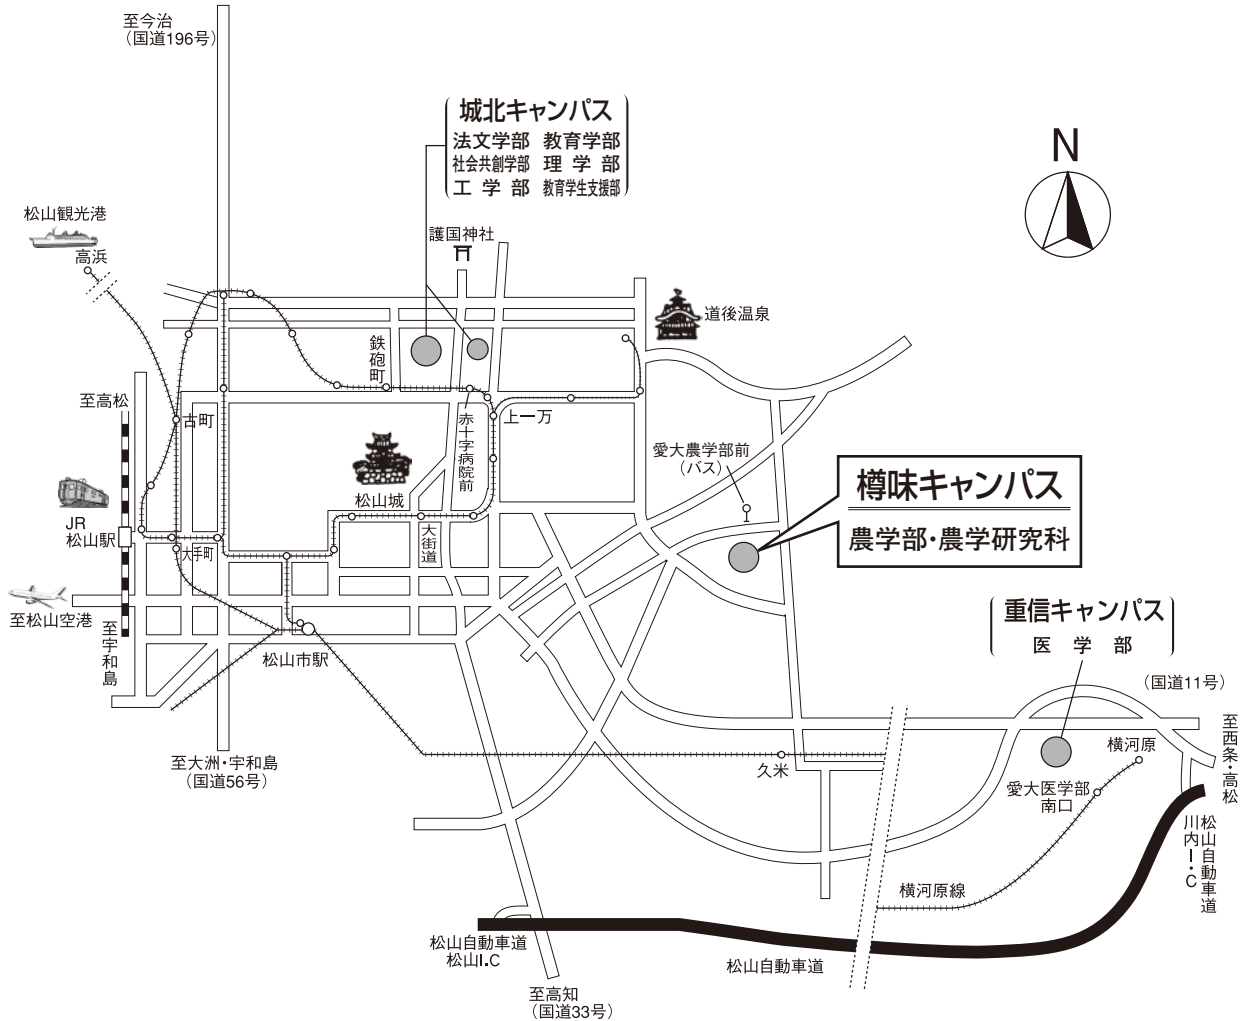 至今治
（国道196号）
城北キャンパス
法文学部 教育学部
社会共創学部 理学部
工学部 教育学生支援部
N
松山観光港
高浜
護国神社
道後温泉
鉄砲町
至高松
古町
赤十字病院前
上一万
愛大農学部前
（バス）
樽味キャンパス
農学部・農学研究科
松山城
JR
松山駅
大手町
大街道
至松山空港
至宇和島
松山市駅
重信キャンパス
医学部
（国道11号）
至西条・高松
横河原
久米
愛大医学部
南口
至大洲・宇和島
（国道56号）
松山自動車道
川内I・C
横河原線
松山自動車道
松山I.C
松山自動車道
至高知
（国道33号）